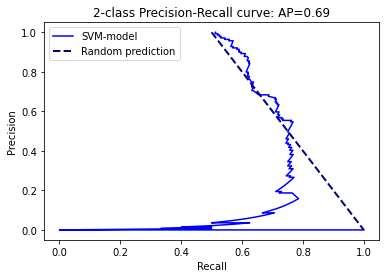 2-class Precision-Recall curve: AP=0.69
SVM-model
Random prediction
Precision
1.0
0.8
0.6
0.4
0.2
0.0
0.0 0.2 0.4 0.6 0.8 1.0
Recall